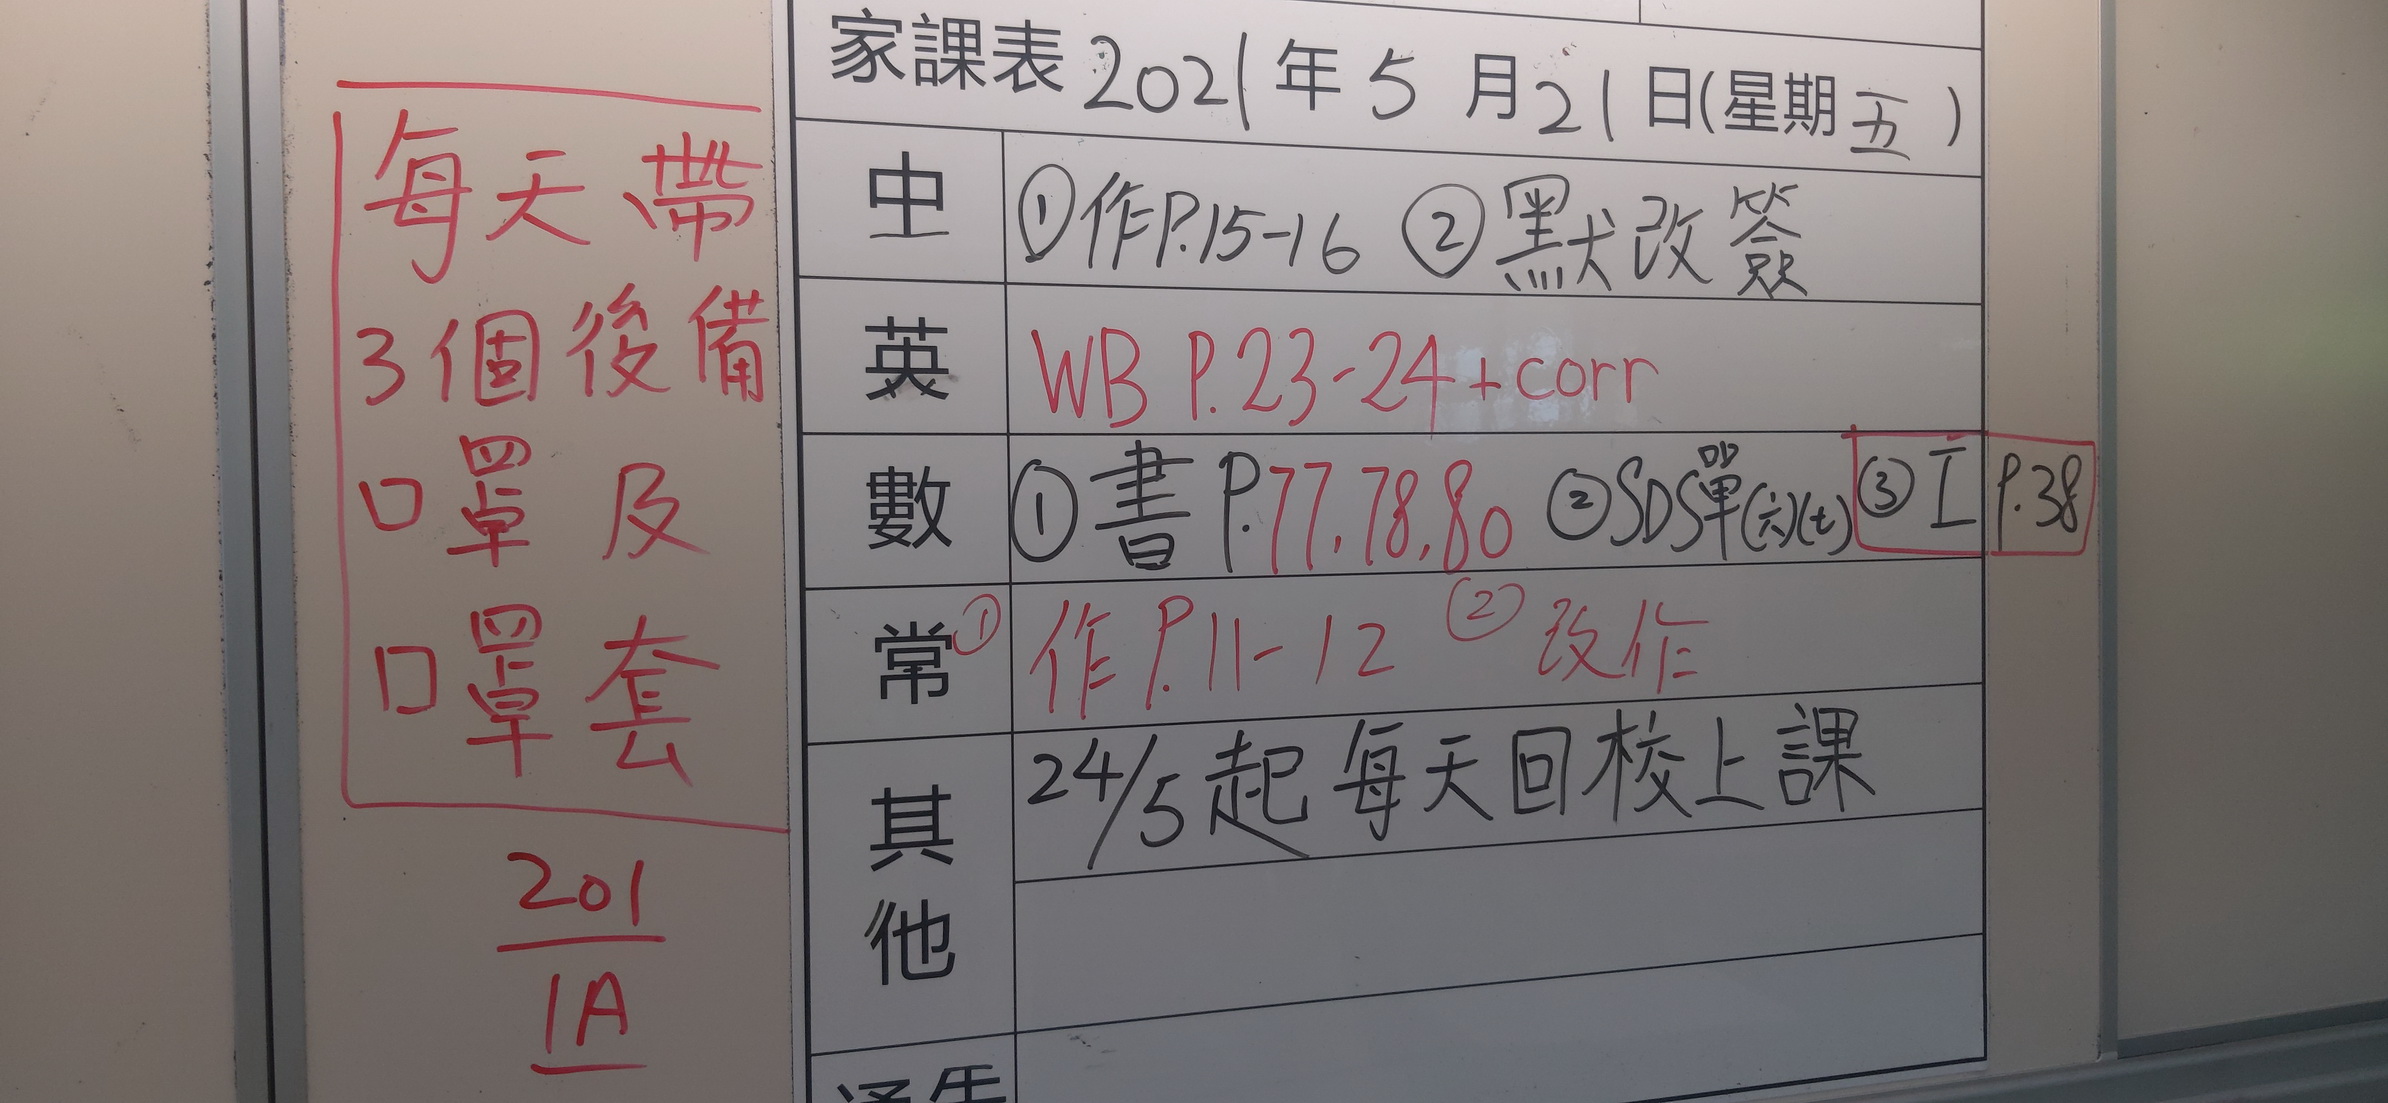 每天帶
3個後備
口罩及
口罩套
201
1A
家課表 2021年5月21日(星期五)
中 ①作P.15-16 ②默改簽
英 WB P.23-24+corr
數 ①書P.77,78,80 ②SDS單(六)(七) ③工P.38
常 ①作P.11-12 ②改作
其他 24/5起每天回校上課
通告